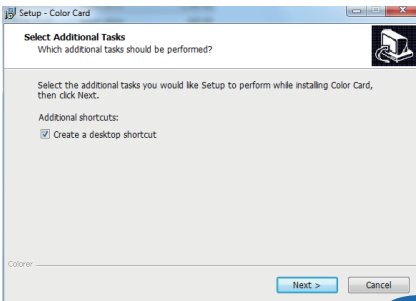 Setup - Color Card
Select Additional Tasks
Which additional tasks should be performed?
Select the additional tasks you would like Setup to perform while installing Color Card,
then click Next.
Additional shortcuts:
Create a desktop shortcut
Colorer
Next >
Cancel